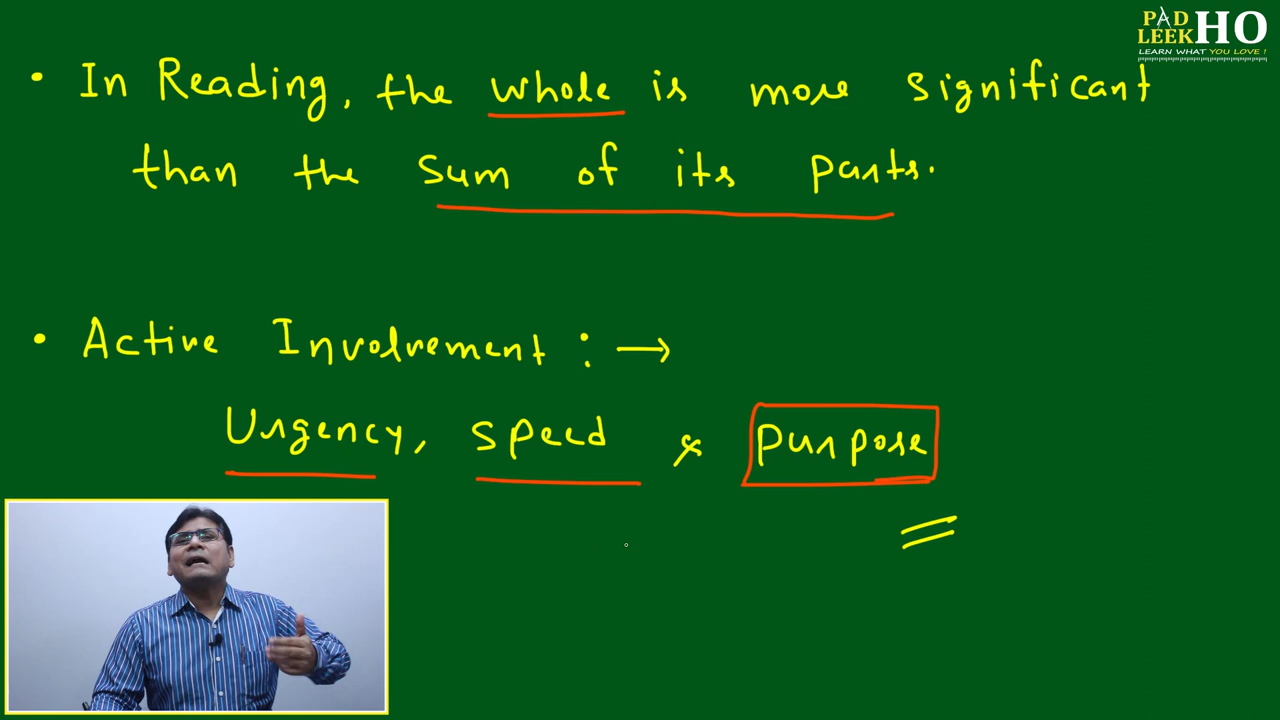 PAD LEEK HO
LEARN WHAT YOU LOVE !
• In Reading, the whole is more significant
than the sum of its parts.
• Active Involvement : →
Urgency, speed & purpose